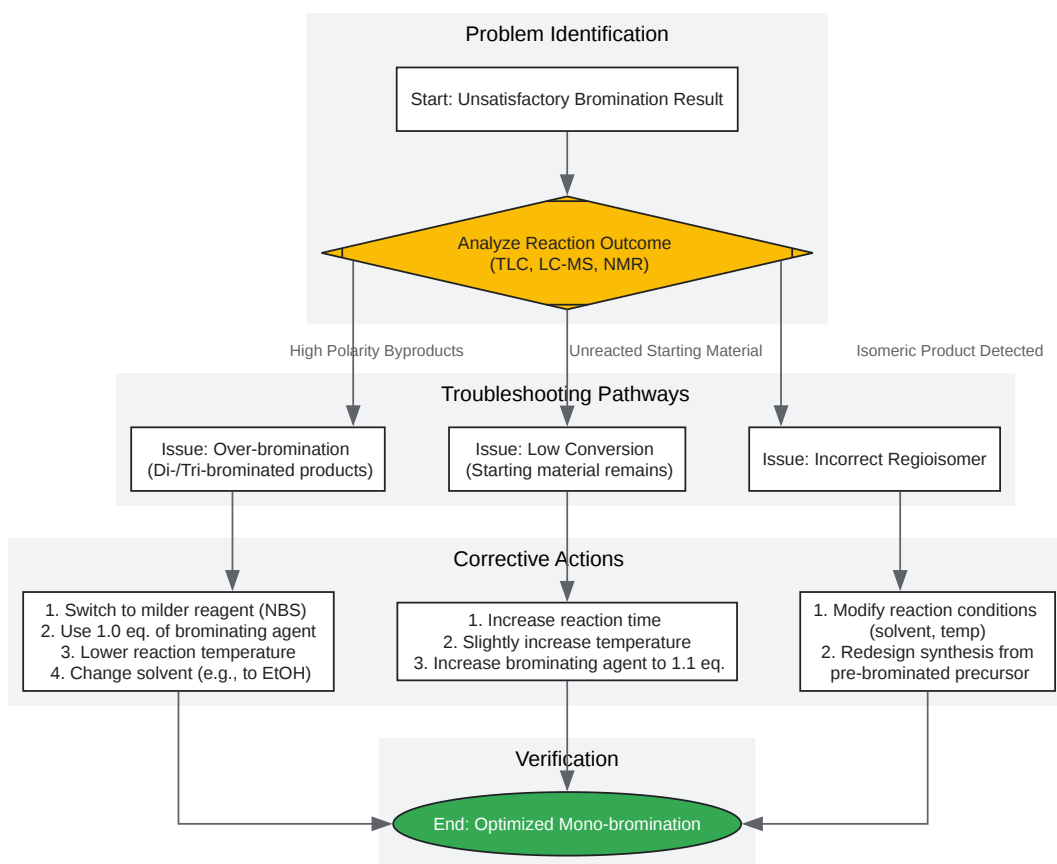 Problem Identification
Start: Unsatisfactory Bromination Result
Analyze Reaction Outcome
(TLC, LC-MS, NMR)
High Polarity Byproducts
Unreacted Starting Material
Isomeric Product Detected
Troubleshooting Pathways
Issue: Over-bromination
(Di-/Tri-brominated products)
Issue: Low Conversion
(Starting material remains)
Issue: Incorrect Regioisomer
Corrective Actions
1. Switch to milder reagent (NBS)
2. Use 1.0 eq. of brominating agent
3. Lower reaction temperature
4. Change solvent (e.g., to EtOH)
1. Increase reaction time
2. Slightly increase temperature
3. Increase brominating agent to 1.1 eq.
1. Modify reaction conditions
(solvent, temp)
2. Redesign synthesis from
pre-brominated precursor
Verification
End: Optimized Mono-bromination